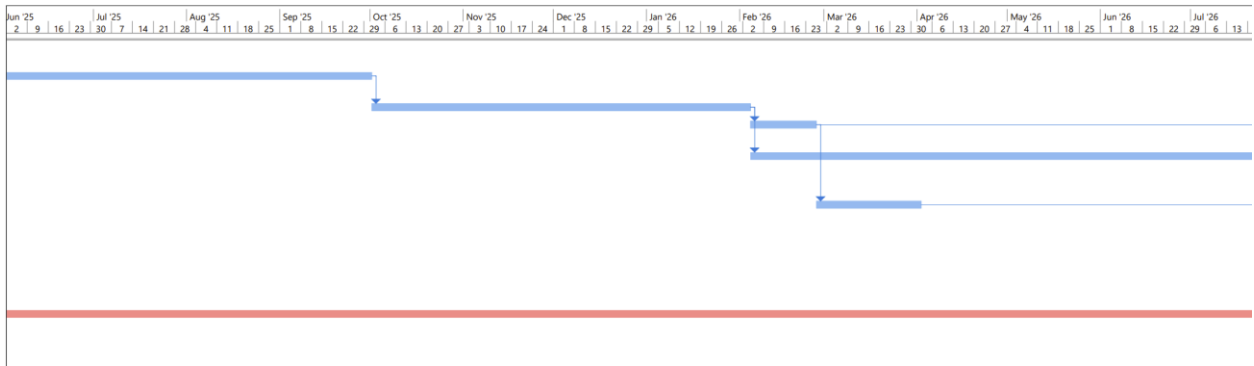 Jun '25 Jul '25 Aug '25 Sep '25 Oct '25 Nov '25 Dec '25 Jan '26 Feb '26 Mar '26 Apr '26 May '26 Jun '26 Jul '26
2 9 16 23 30 7 14 21 28 4 11 18 25 1 8 15 22 29 6 13 20 27 3 10 17 24 1 8 15 22 29 5 12 19 26 2 9 16 23 2 9 16 23 30 6 13 20 27 4 11 18 25 1 8 15 22 29 6 13